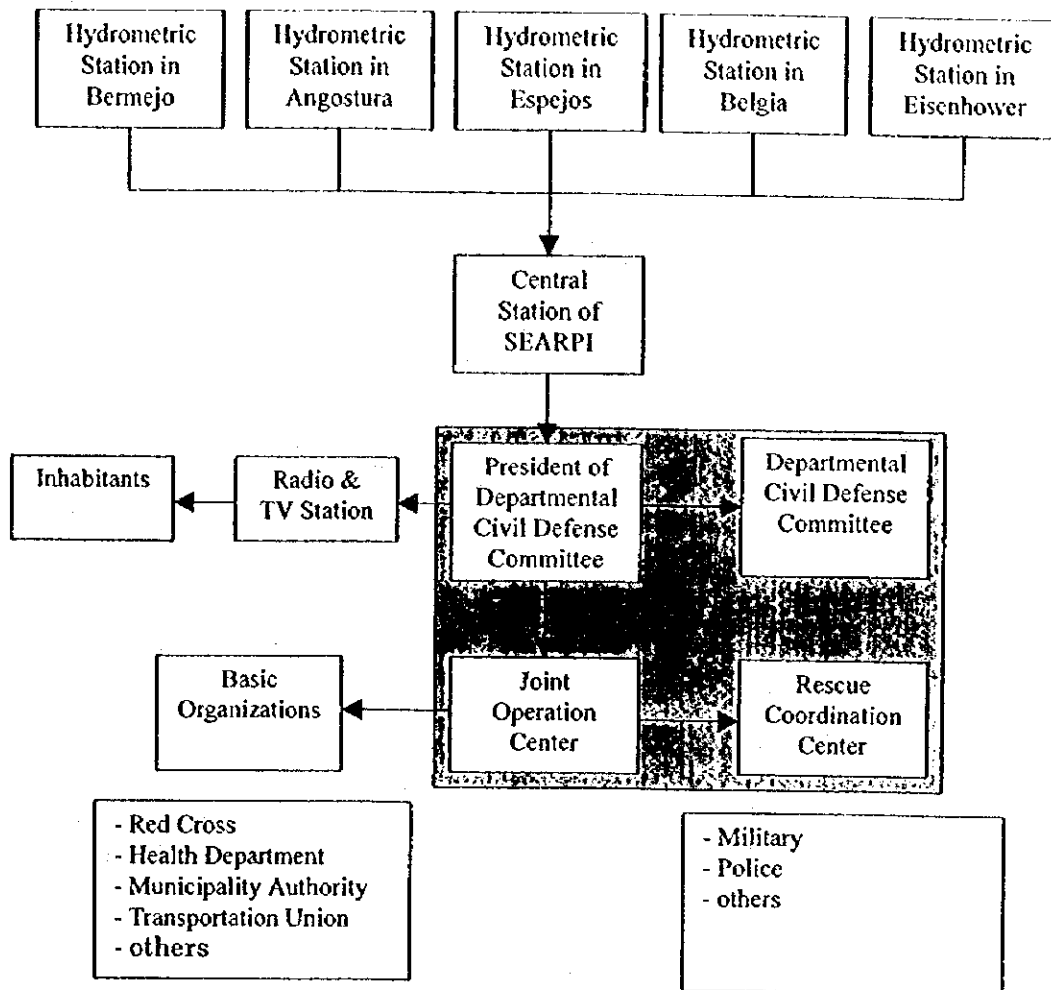 Hydrometric
Station in
Bermejo
Hydrometric
Station in
Angostura
Hydrometric
Station in
Espejos
Hydrometric
Station in
Belgia
Hydrometric
Station in
Eisenhower
Central
Station of
SEARPI
Inhabitants
Radio &
TV Station
President of
Departmental
Civil Defense
Committee
Departmental
Civil Defense
Committee
Basic
Organizations
Joint
Operation
Center
Rescue
Coordination
Center
- Red Cross
- Health Department
- Municipality Authority
- Transportation Union
- others
- Military
- Police
- others